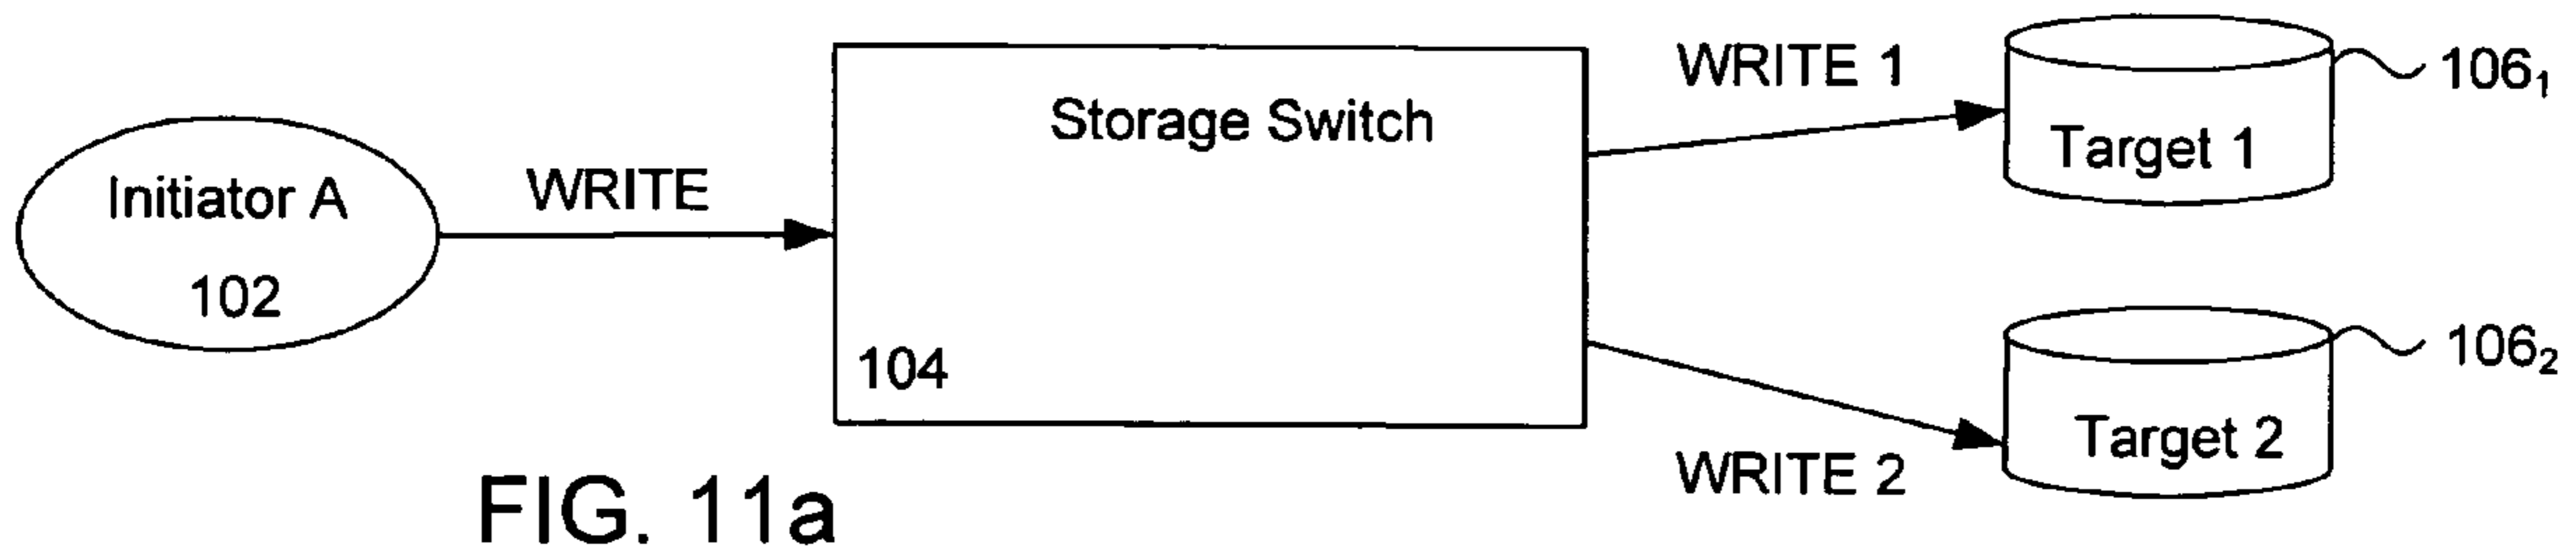 Initiator A
102
WRITE
Storage Switch
104
WRITE 1
Target 1
106₁
WRITE 2
Target 2
106₂
FIG. 11a